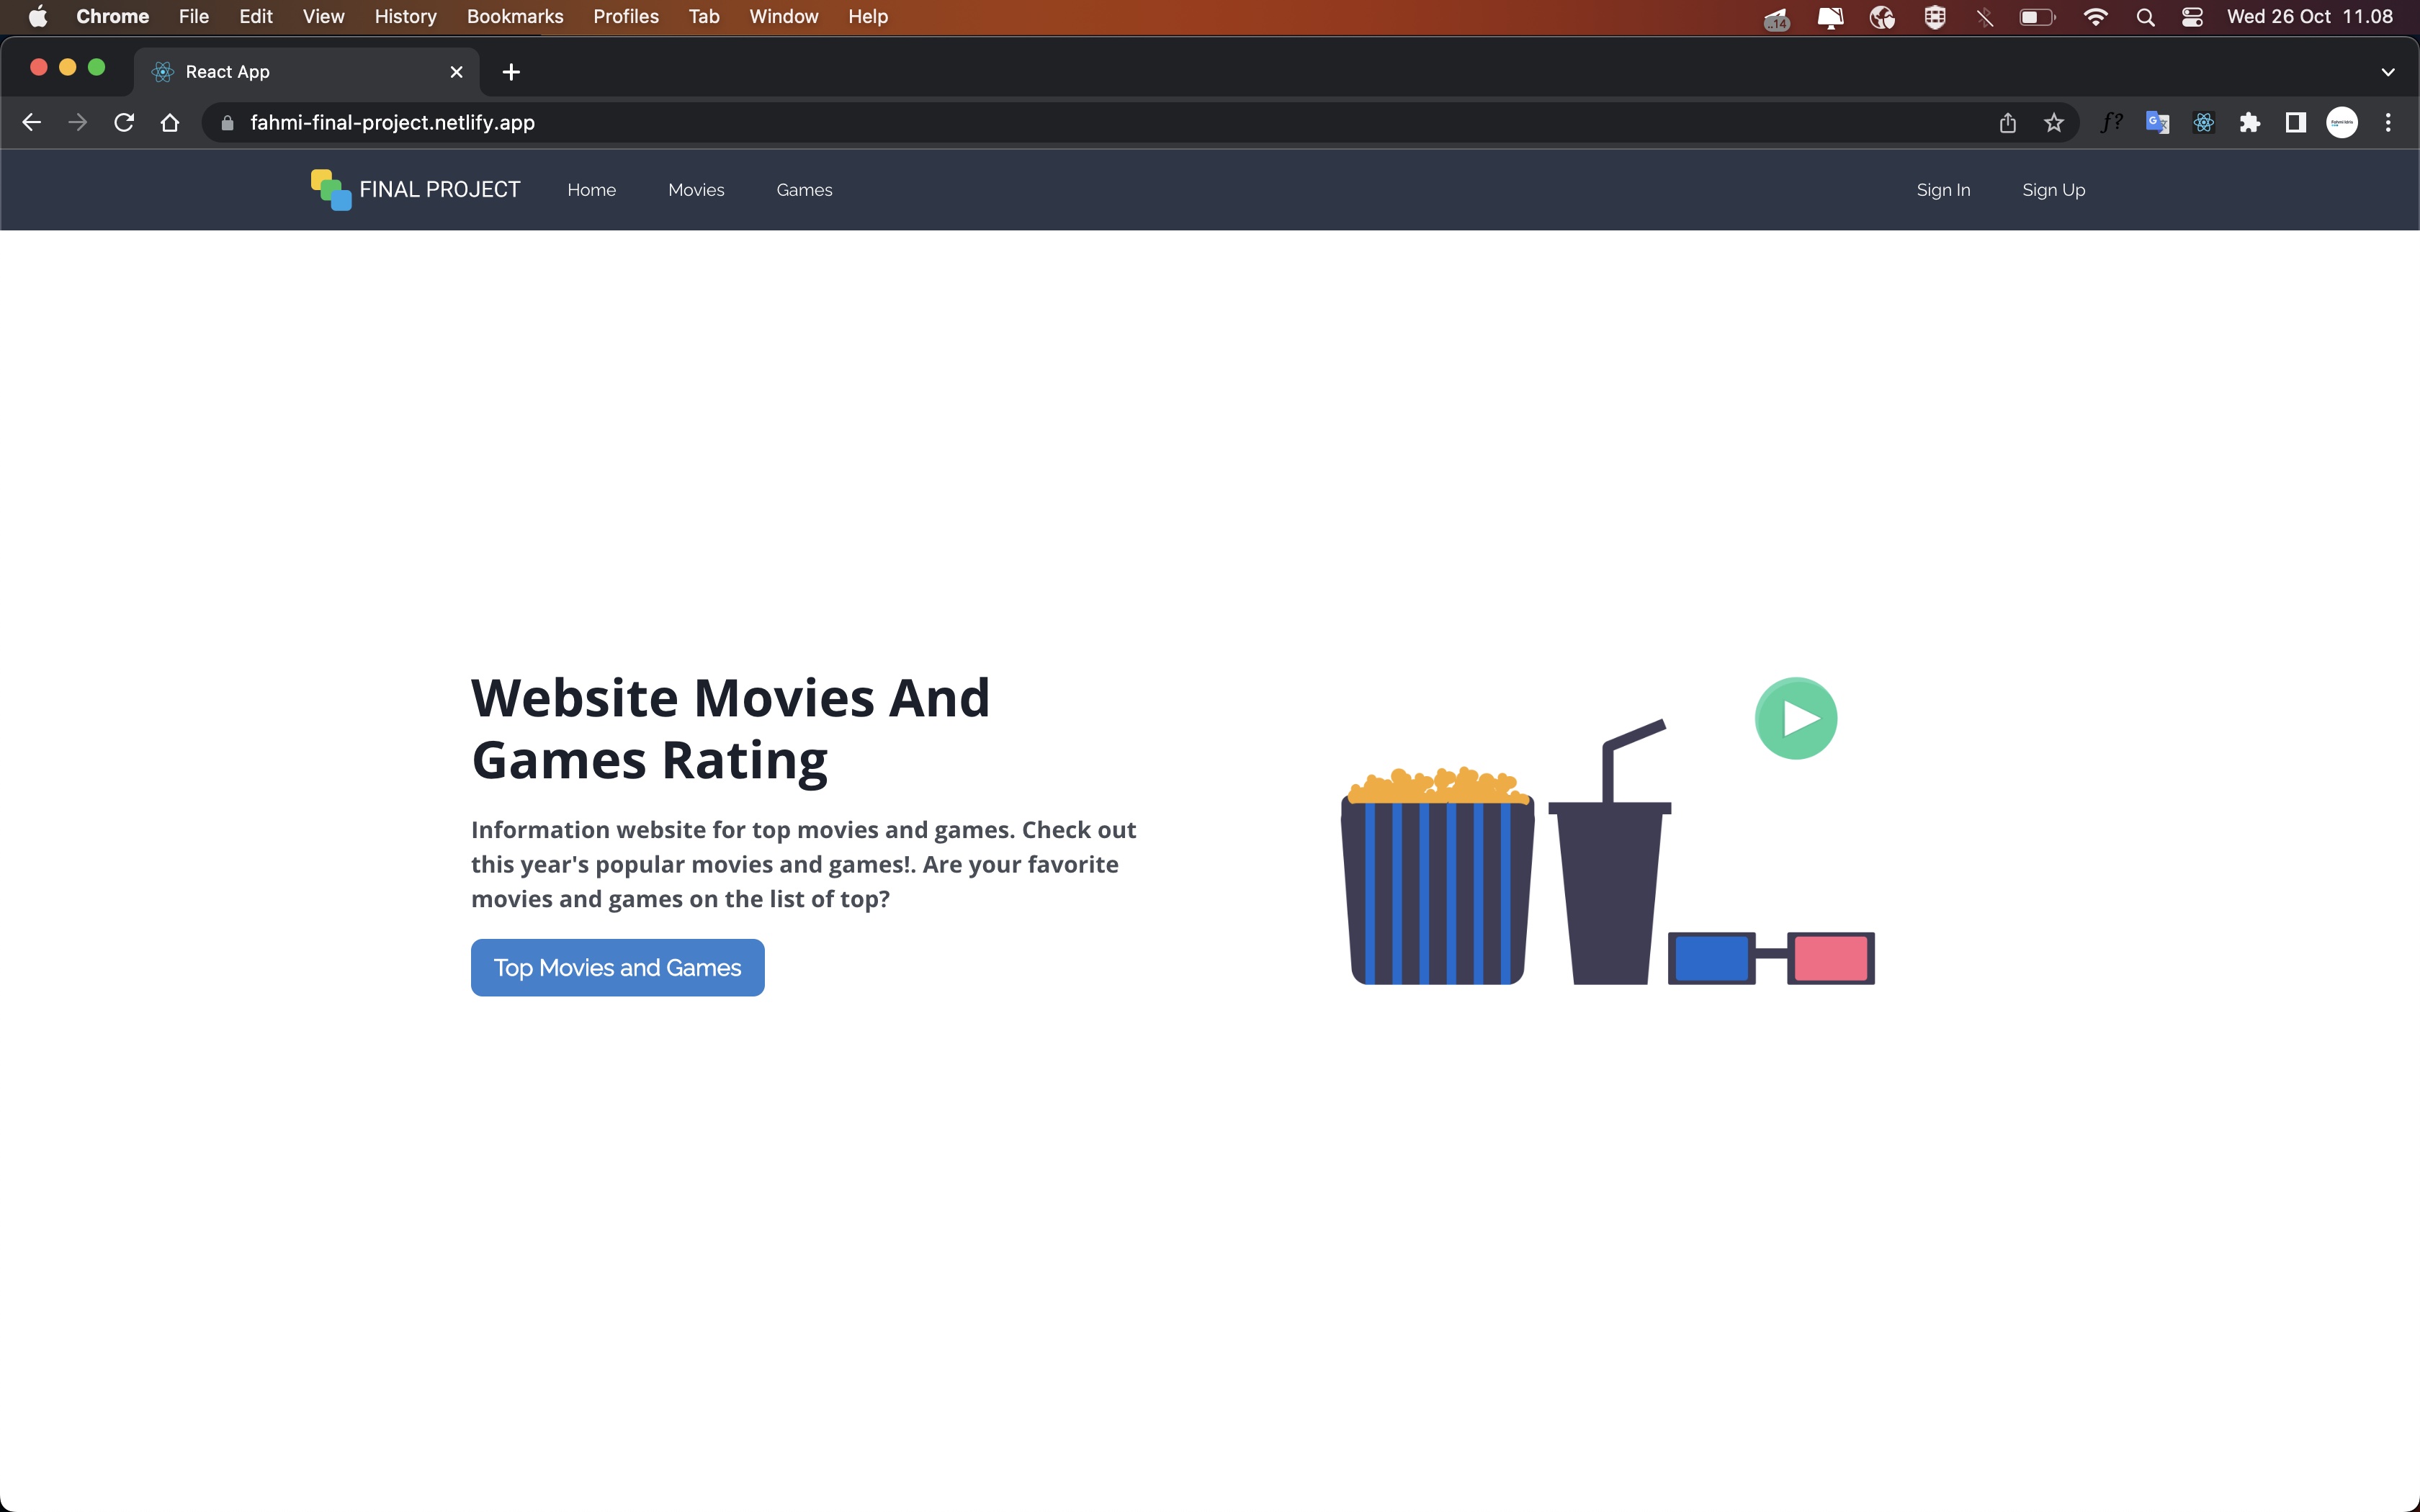 Chrome File Edit View History Bookmarks Profiles Tab Window Help Wed 26 Oct 11.08
React App
fahmi-final-project.netlify.app
FINAL PROJECT Home Movies Games Sign In Sign Up
Website Movies And
Games Rating
Information website for top movies and games. Check out
this year's popular movies and games!. Are your favorite
movies and games on the list of top?
Top Movies and Games